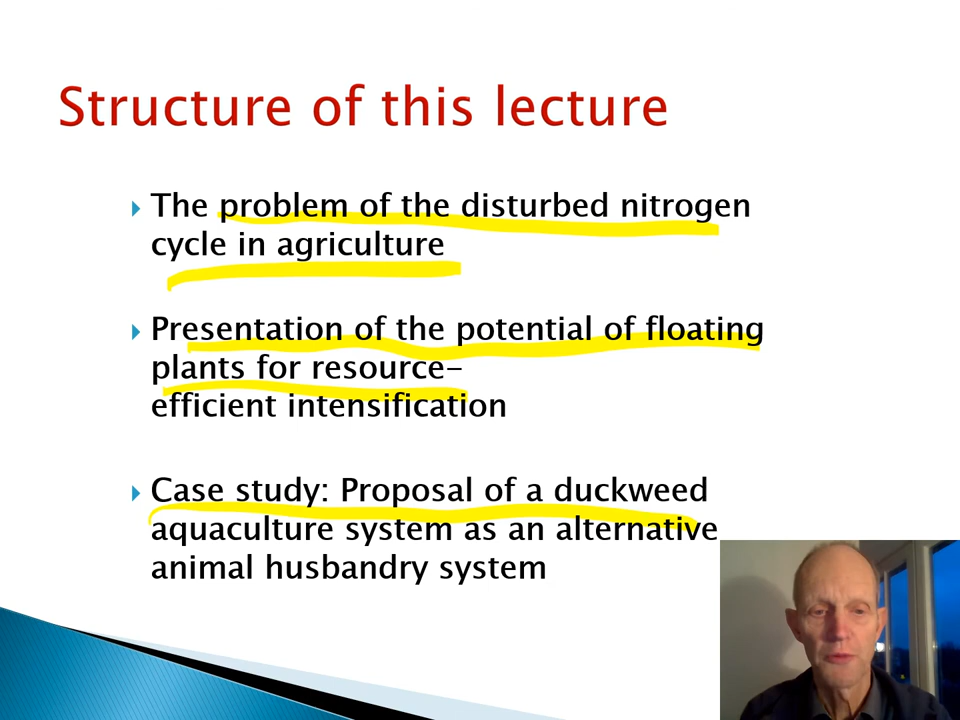 Structure of this lecture
The problem of the disturbed nitrogen
cycle in agriculture
Presentation of the potential of floating
plants for resource-
efficient intensification
Case study: Proposal of a duckweed
aquaculture system as an alternative
animal husbandry system